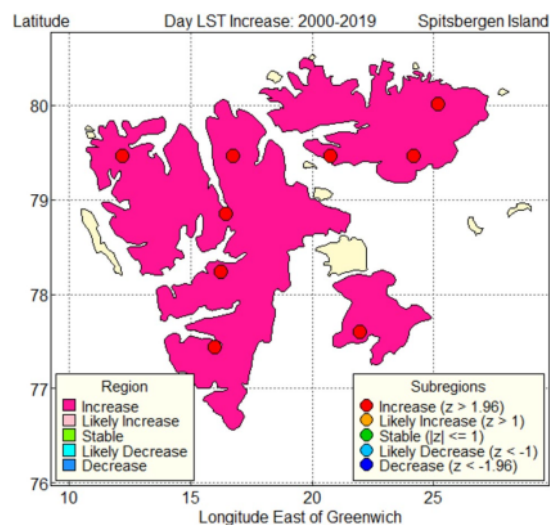 Latitude Day LST Increase: 2000-2019 Spitsbergen Island
80
79
78
77
76
Region
Increase
Likely Increase
Stable
Likely Decrease
Decrease
Subregions
Increase (z > 1.96)
Likely Increase (z > 1)
Stable (|z| <= 1)
Likely Decrease (z < -1)
Decrease (z < -1.96)
10 15 20 25
Longitude East of Greenwich